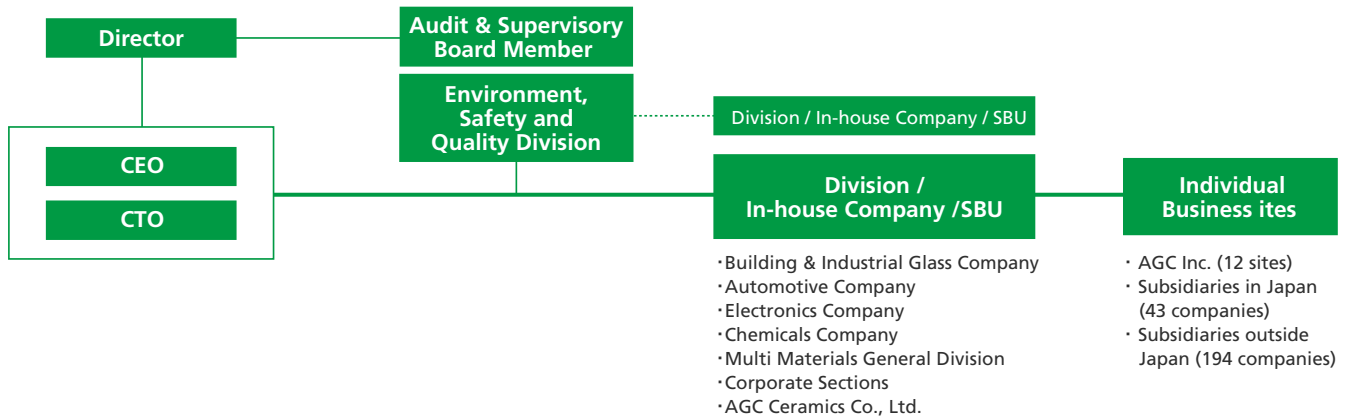 Director
Audit & Supervisory
Board Member
Environment,
Safety and
Quality Division
Division / In-house Company / SBU
CEO
CTO
Division /
In-house Company /SBU
Individual
Business ites
・Building & Industrial Glass Company
・Automotive Company
・Electronics Company
・Chemicals Company
・Multi Materials General Division
・Corporate Sections
・AGC Ceramics Co., Ltd.
・ AGC Inc. (12 sites)
・ Subsidiaries in Japan
(43 companies)
・ Subsidiaries outside
Japan (194 companies)